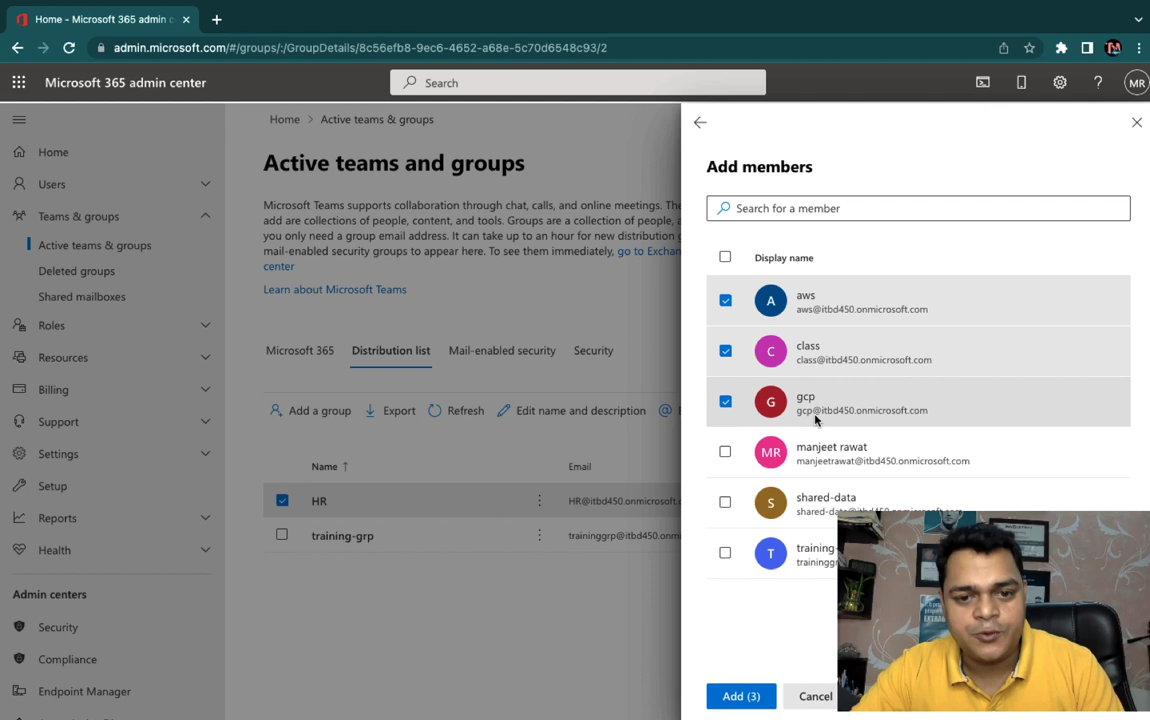 Home - Microsoft 365 admin c
admin.microsoft.com/#/groups/:/GroupDetails/8c56efb8-9ec6-4652-a68e-5c70d6548c93/2
Microsoft 365 admin center
Search
MR
Home
Users
Teams & groups
Active teams & groups
Deleted groups
Shared mailboxes
Roles
Resources
Billing
Support
Settings
Setup
Reports
Health
Admin centers
Security
Compliance
Endpoint Manager
Home > Active teams & groups
Active teams and groups
Microsoft Teams supports collaboration through chat, calls, and online meetings. The
add are collections of people, content, and tools. Groups are a collection of people, a
you only need a group email address. It can take up to an hour for new distribution g
mail-enabled security groups to appear here. To see them immediately, go to Exchan
center
Learn about Microsoft Teams
Microsoft 365 Distribution list Mail-enabled security Security
Add a group Export Refresh Edit name and description
Name ↑ Email
HR HR@itbd450.onmicrosoft.c
training-grp traininggrp@itbd450.onmi
Add members
Search for a member
Display name
A aws
aws@itbd450.onmicrosoft.com
C class
class@itbd450.onmicrosoft.com
G gcp
gcp@itbd450.onmicrosoft.com
MR manjeet rawat
manjeetrawat@itbd450.onmicrosoft.com
S shared-data
shared-data@itbd450.onmicrosoft.com
T training-
traininggr
Add (3) Cancel